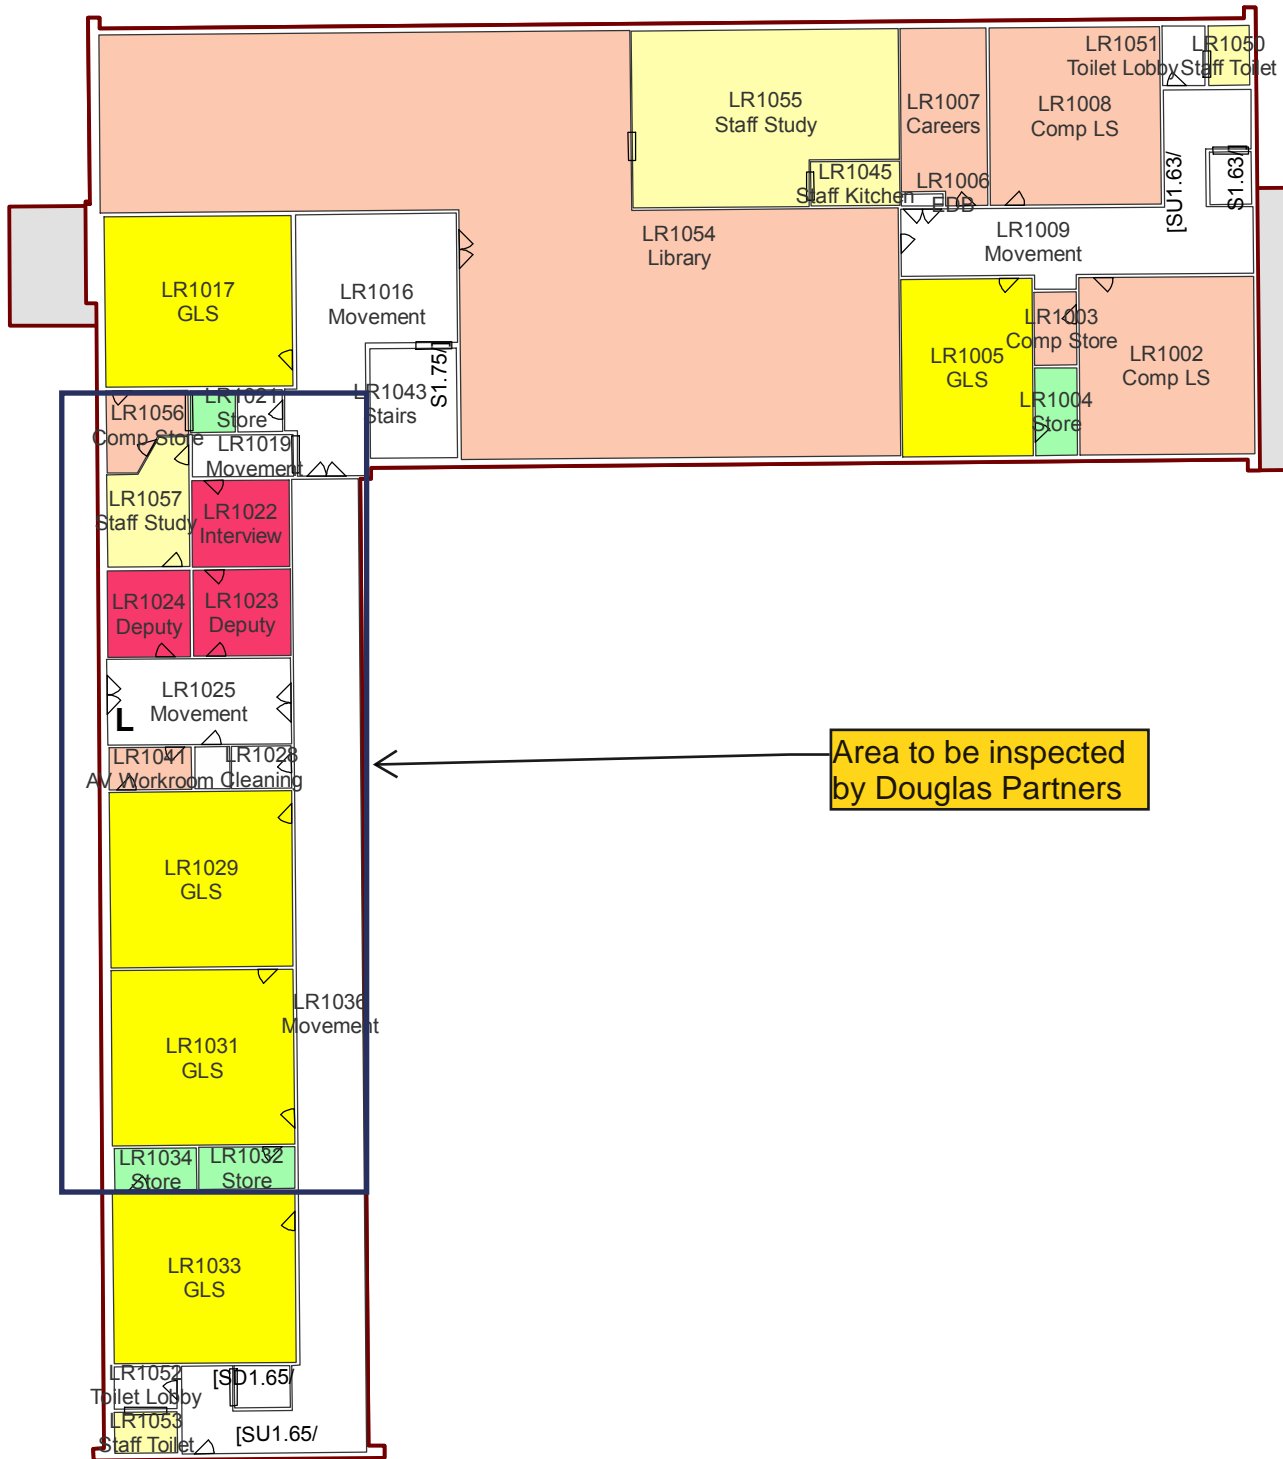 LR1051
Toilet Lobby
LR1050
Staff Toilet
LR1055
Staff Study
LR1007
Careers
LR1008
Comp LS
LR1045
Staff Kitchen
LR1006
EDB
[SU1.63/
S1.63/
LR1054
Library
LR1009
Movement
LR1017
GLS
LR1016
Movement
LR1003
Comp Store
LR1005
GLS
LR1002
Comp LS
LR1004
Store
S1.75/
LR1043
Stairs
LR1056
Comp Store
LR1021
Store
LR1019
Movement
LR1057
Staff Study
LR1022
Interview
LR1024
Deputy
LR1023
Deputy
LR1025
Movement
L
LR1041
AV Workroom
LR1028
Cleaning
Area to be inspected
by Douglas Partners
LR1029
GLS
LR1036
Movement
LR1031
GLS
LR1034
Store
LR1032
Store
LR1033
GLS
LR1052
Toilet Lobby
[SD1.65/
LR1053
Staff Toilet
[SU1.65/